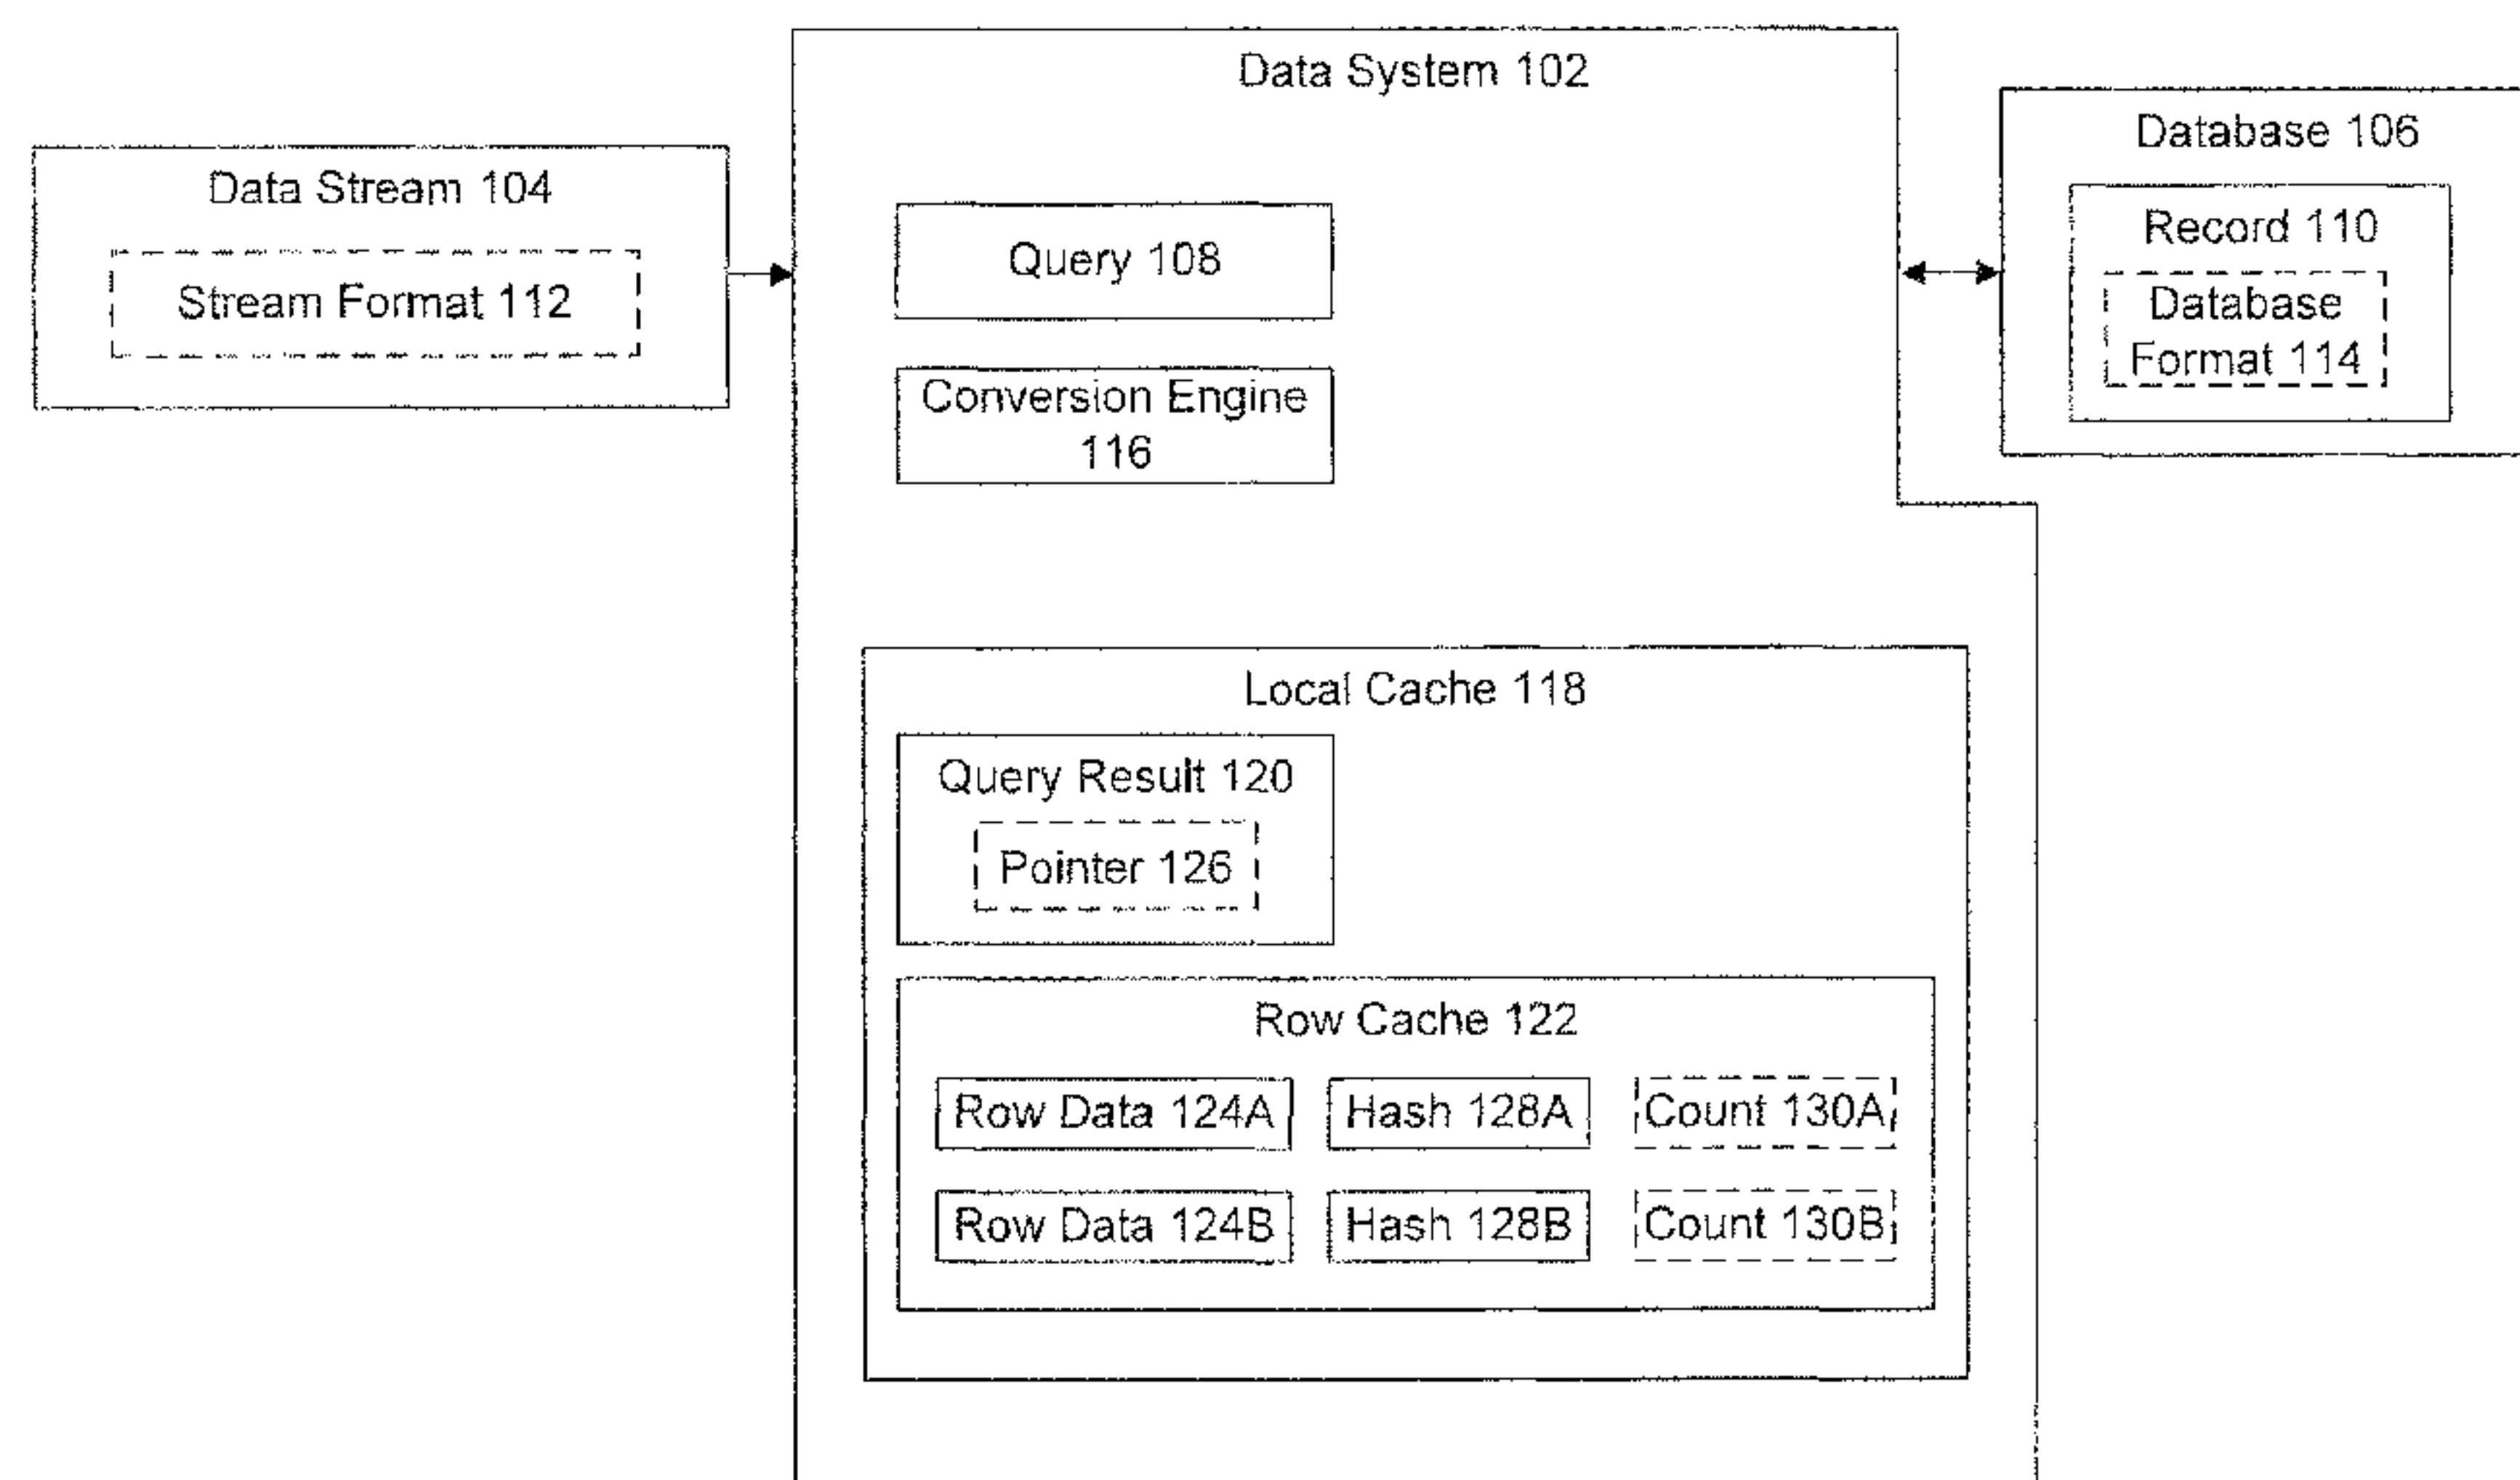 Data System 102
Data Stream 104
Stream Format 112
Query 108
Conversion Engine
116
Database 106
Record 110
Database
Format 114
Local Cache 118
Query Result 120
Pointer 126
Row Cache 122
Row Data 124A Hash 128A Count 130A
Row Data 124B Hash 128B Count 130B